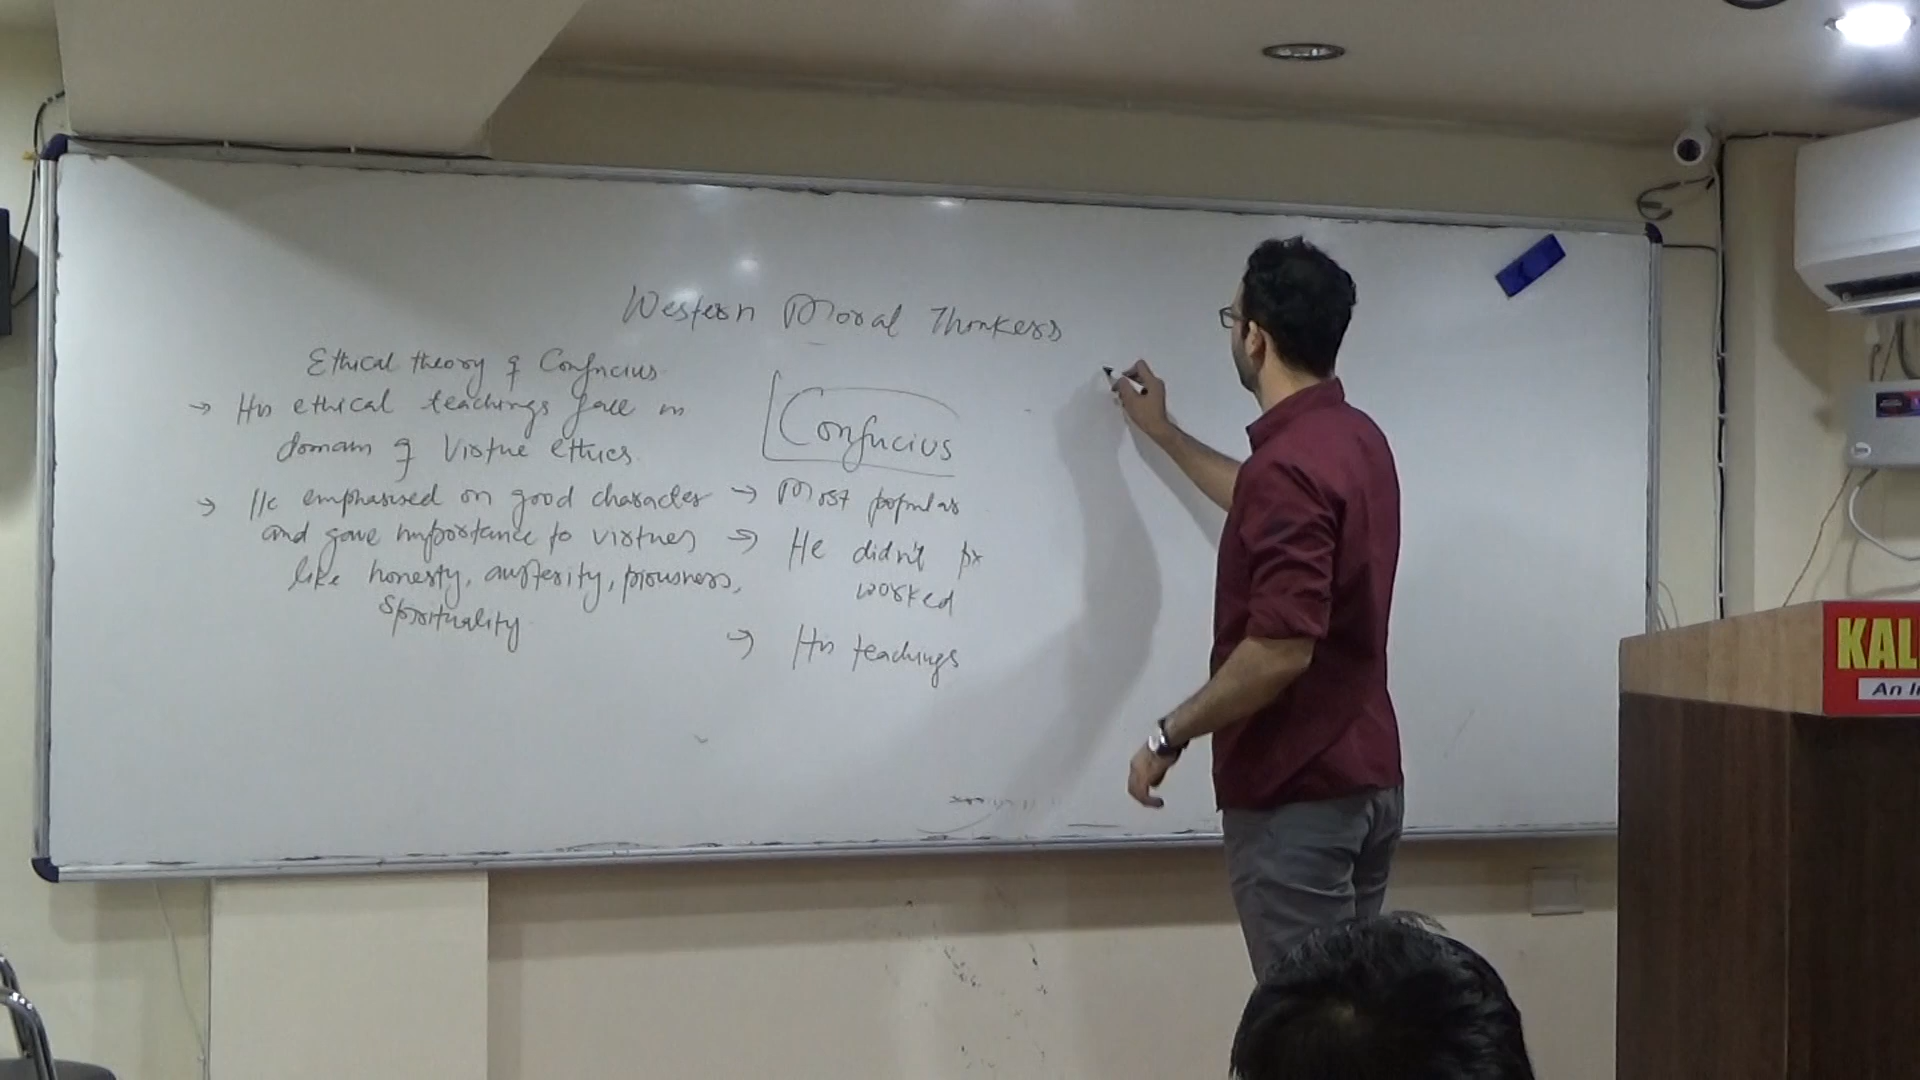 Western Moral Thinkers
Ethical theory of Confucius
→ His ethical teachings fall in
domain of Virtue ethics.
→ He emphasised on good character
and gave importance to virtues
like honesty, austerity, piousness,
Spirituality.
Confucius
→ Most popular
→ He didn't
worked
→ His teachings
KAL
An I